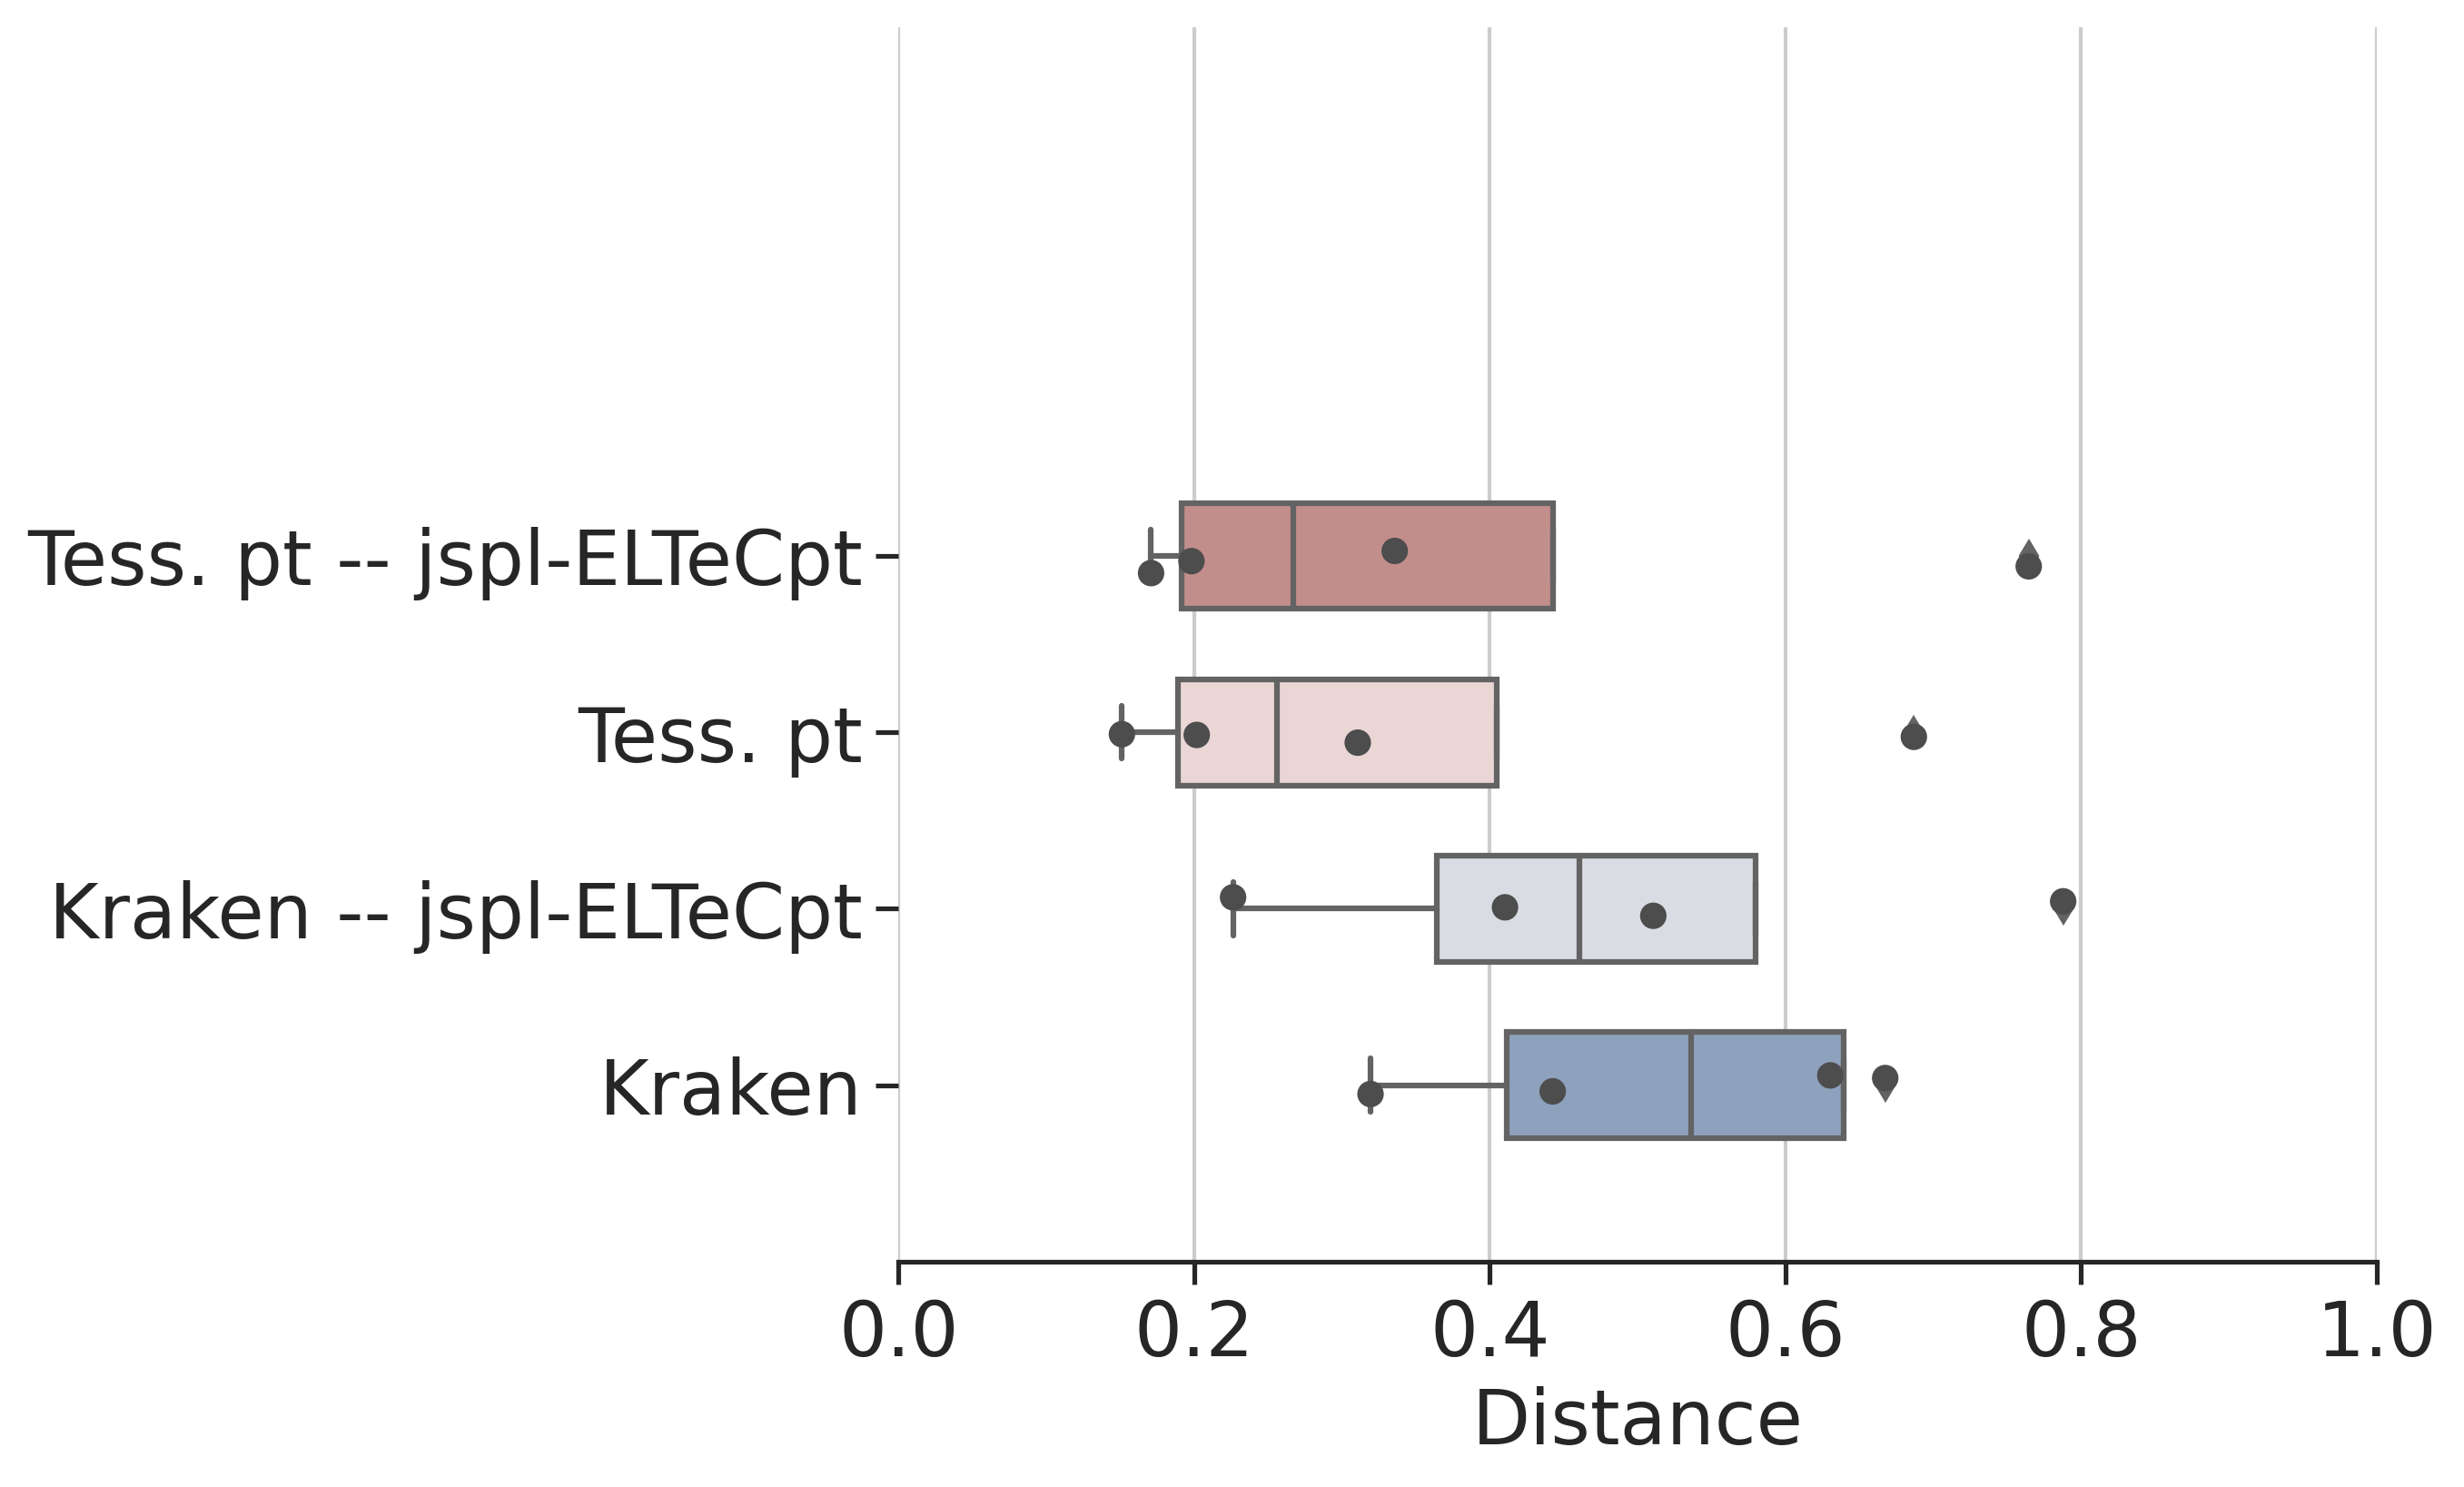 Tess. pt -- jspl-ELTeCpt
Tess. pt
Kraken -- jspl-ELTeCpt
Kraken
0.0 0.2 0.4 0.6 0.8 1.0
Distance